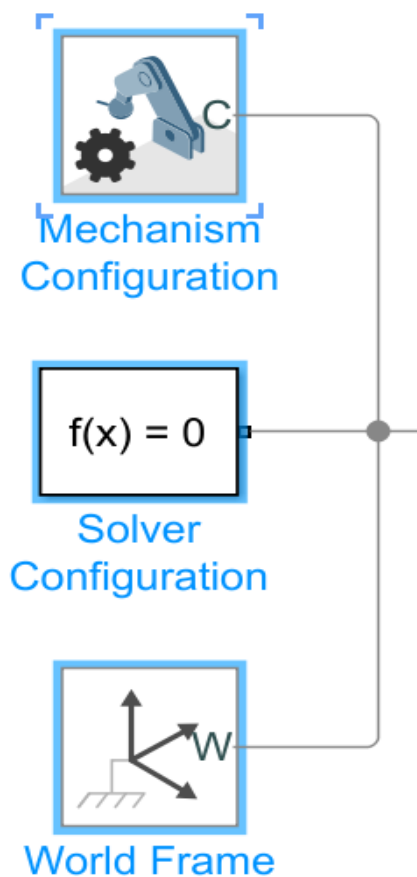 C
Mechanism
Configuration
f(x) = 0
Solver
Configuration
W
World Frame